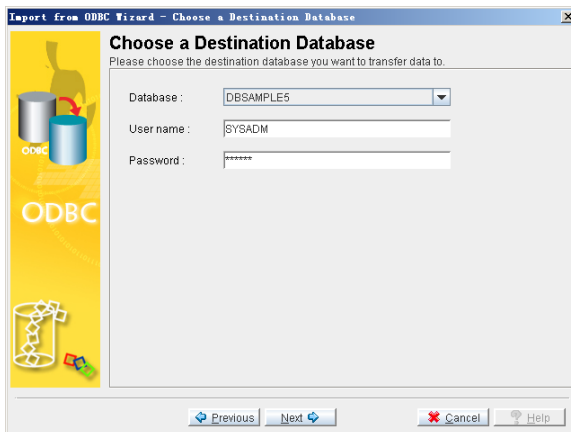 Import from ODBC Wizard - Choose a Destination Database
Choose a Destination Database
Please choose the destination database you want to transfer data to.
Database : DBSAMPLE5
User name : SYSADM
Password : ******
ODBC
ODBC
Previous Next Cancel Help